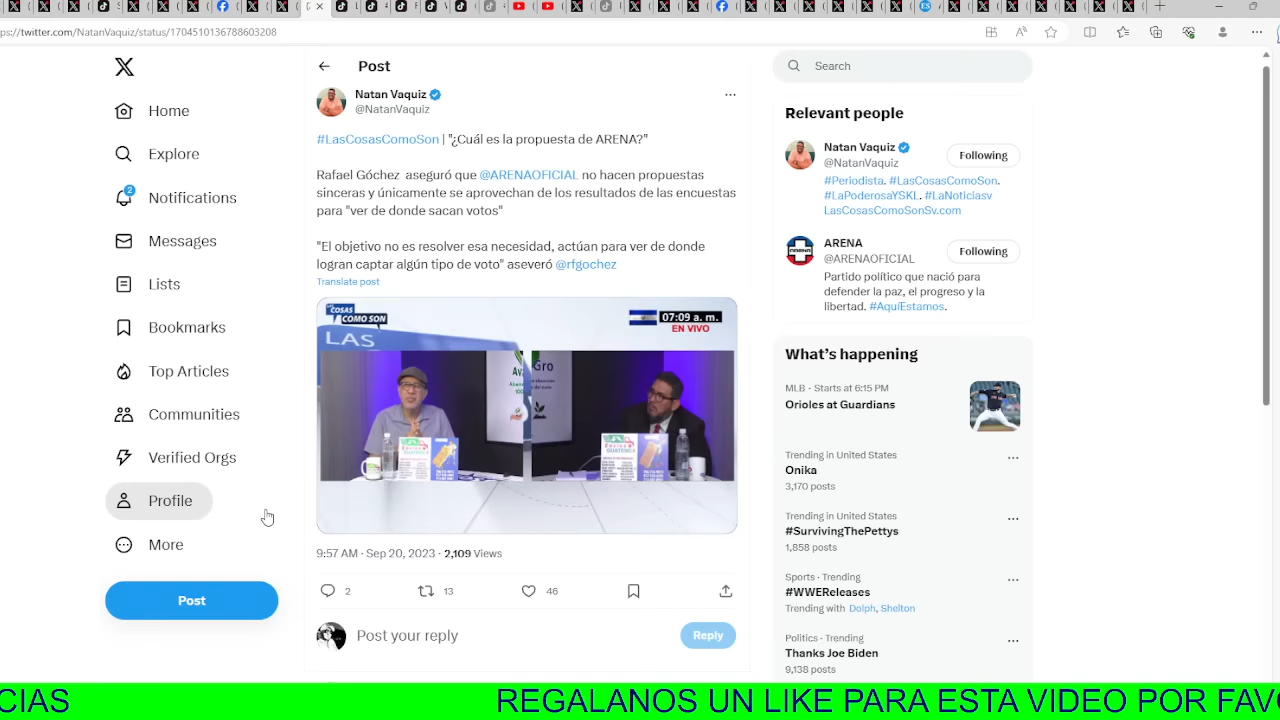 ps://twitter.com/NatanVaquiz/status/1704510136788603208
Home
Explore
2
Notifications
Messages
Lists
Bookmarks
Top Articles
Communities
Verified Orgs
Profile
More
Post
Post
Natan Vaquiz
@NatanVaquiz
#LasCosasComoSon | "¿Cuál es la propuesta de ARENA?"
Rafael Góchez aseguró que @ARENAOFICIAL no hacen propuestas
sinceras y únicamente se aprovechan de los resultados de las encuestas
para "ver de donde sacan votos"
"El objetivo no es resolver esa necesidad, actúan para ver de donde
logran captar algún tipo de voto" aseveró @rfgochez
Translate post
COSAS
COMO SON
LAS
07:09 a. m.
EN VIVO
GUATEMALA
GUATEMALA
9:57 AM · Sep 20, 2023 · 2,109 Views
2
13
46
Post your reply
Reply
Search
Relevant people
Natan Vaquiz
Following
@NatanVaquiz
#Periodista. #LasCosasComoSon.
#LaPoderosaYSKL. #LaNoticiasv
LasCosasComoSonSv.com
ARENA
Following
@ARENAOFICIAL
Partido político que nació para
defender la paz, el progreso y la
libertad. #AquíEstamos.
What's happening
MLB · Starts at 6:15 PM
Orioles at Guardians
Trending in United States
Onika
3,170 posts
Trending in United States
#SurvivingThePettys
1,858 posts
Sports · Trending
#WWEReleases
Trending with Dolph, Shelton
Politics · Trending
Thanks Joe Biden
9,138 posts
CIAS
REGALANOS UN LIKE PARA ESTA VIDEO POR FAVO